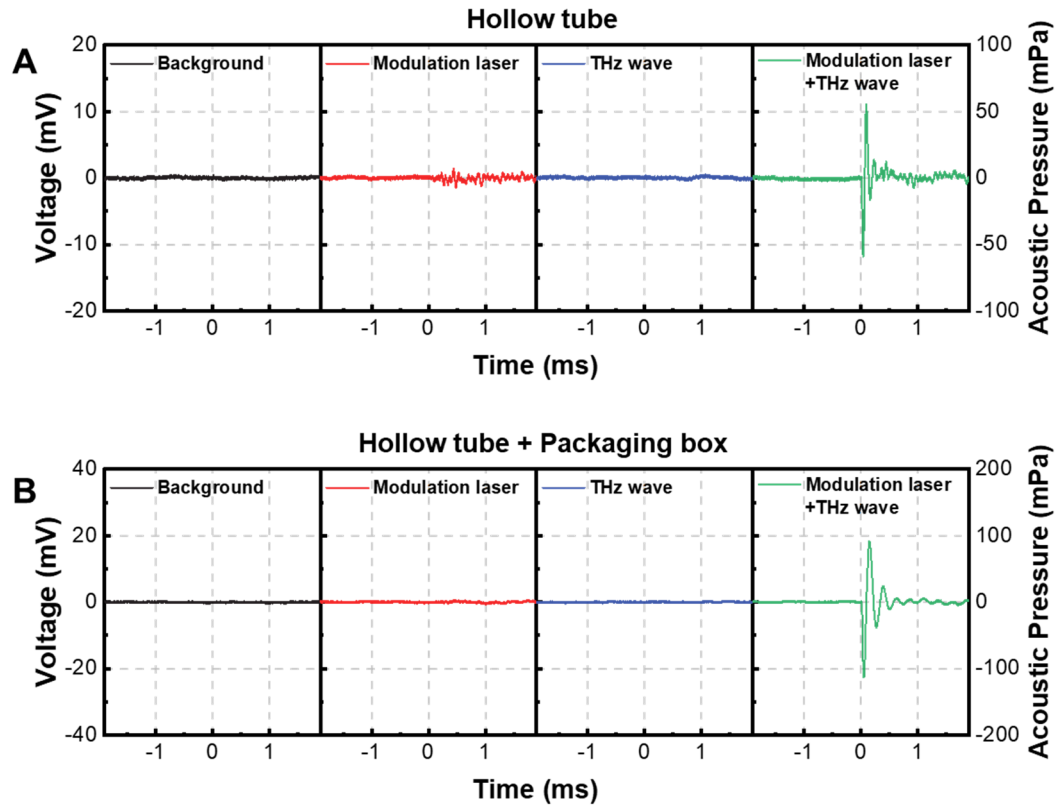 Hollow tube
A
Background
Modulation laser
THz wave
Modulation laser
+THz wave
20
10
0
-10
-20
Voltage (mV)
100
50
0
-50
-100
Acoustic Pressure (mPa)
-1 0 1 -1 0 1 -1 0 1 -1 0 1
Time (ms)
Hollow tube + Packaging box
B
Background
Modulation laser
THz wave
Modulation laser
+THz wave
40
20
0
-20
-40
Voltage (mV)
200
100
0
-100
-200
Acoustic Pressure (mPa)
-1 0 1 -1 0 1 -1 0 1 -1 0 1
Time (ms)